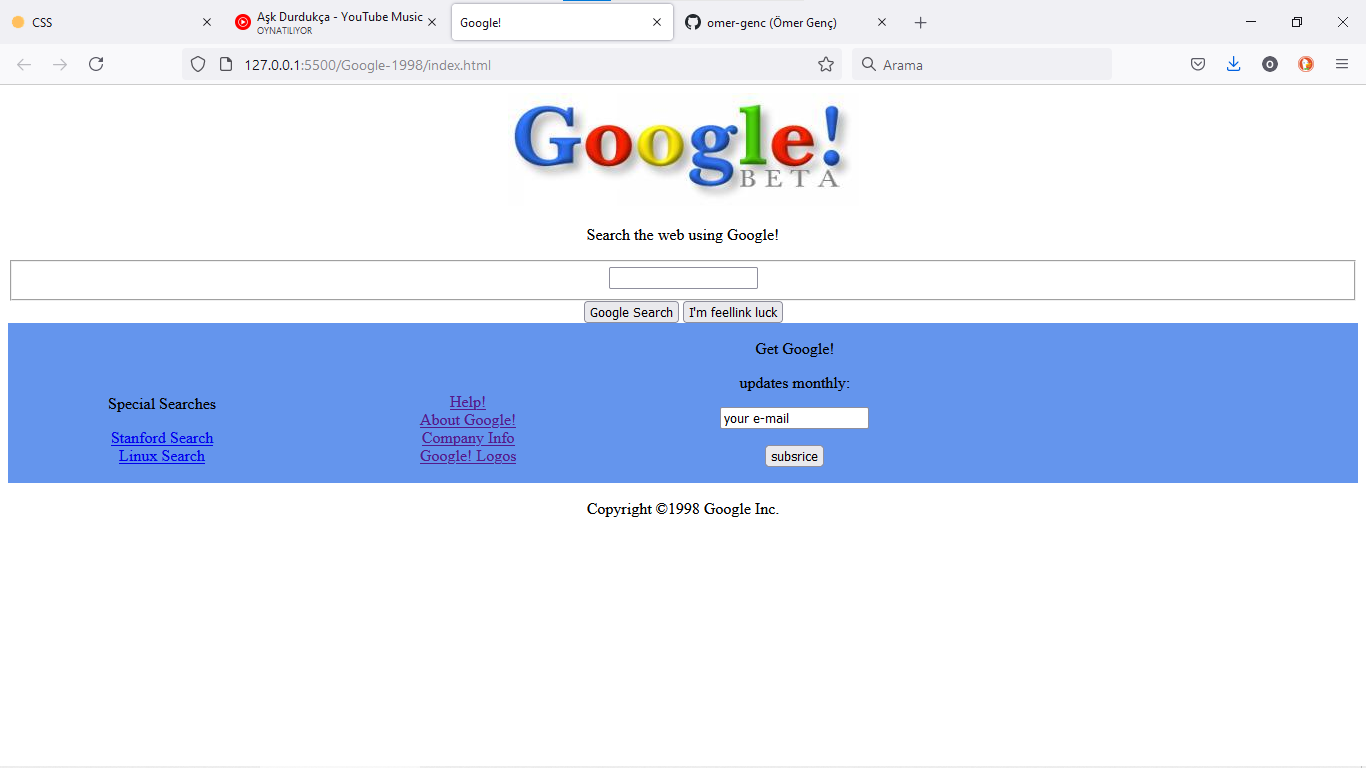 CSS
Aşk Durdukça - YouTube Music
OYNATILIYOR
Google!
omer-genc (Ömer Genç)
127.0.0.1:5500/Google-1998/index.html
Arama
O
Google!
BETA
Search the web using Google!
Google Search I'm feellink luck
Special Searches
Stanford Search
Linux Search
Help!
About Google!
Company Info
Google! Logos
Get Google!
updates monthly:
your e-mail
subsrice
Copyright ©1998 Google Inc.